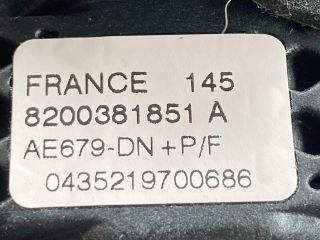 FRANCE 145
8200381851 A
AE679-DN+P/F
0435219700686